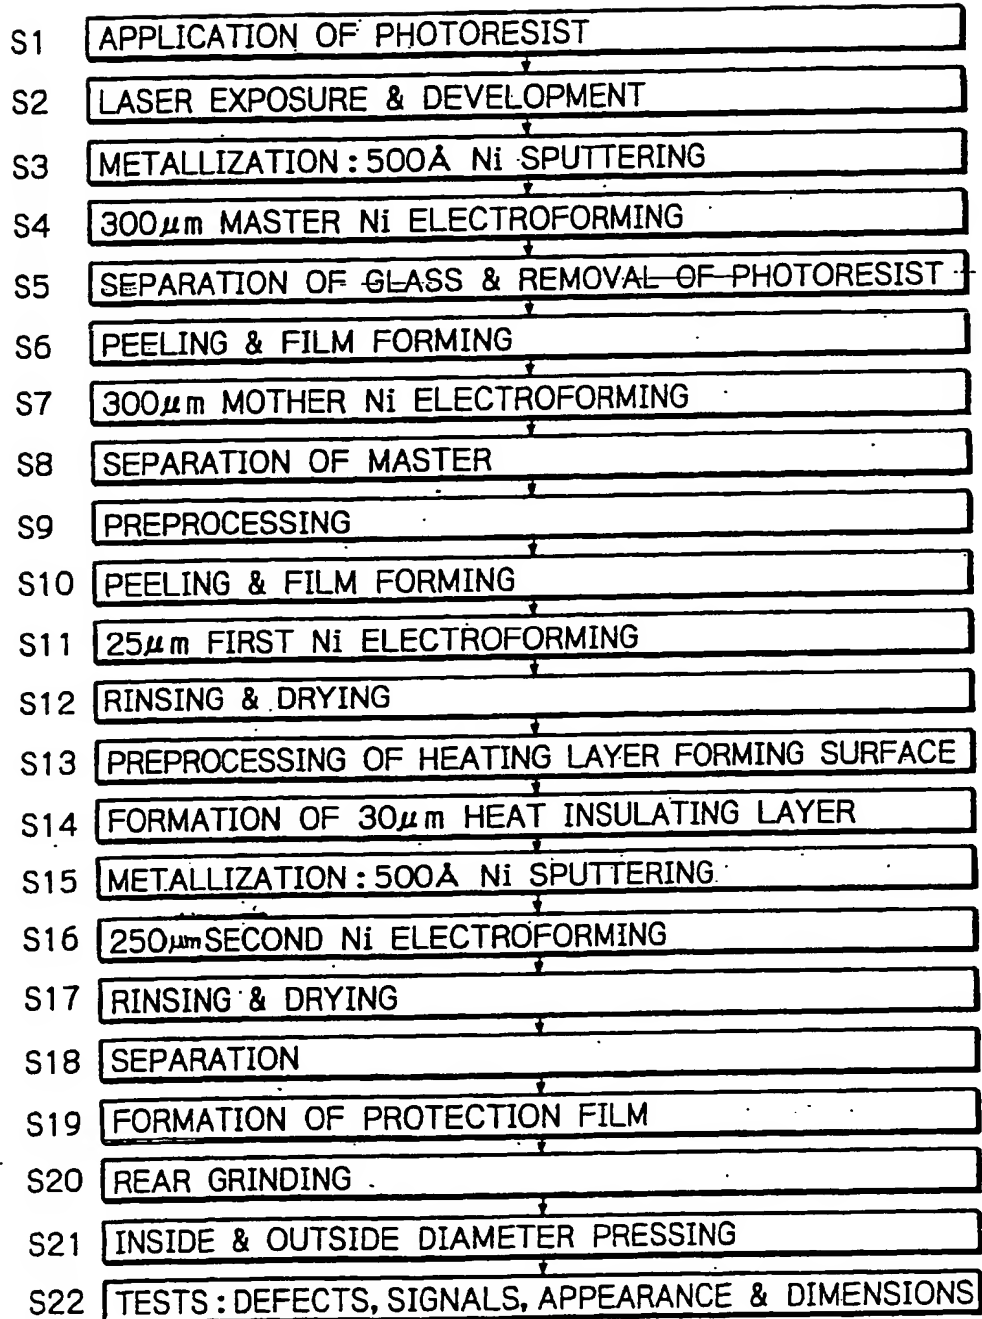 S1 APPLICATION OF PHOTORESIST
S2 LASER EXPOSURE & DEVELOPMENT
S3 METALLIZATION : 500Å Ni SPUTTERING
S4 300μm MASTER Ni ELECTROFORMING
S5 SEPARATION OF GLASS & REMOVAL OF PHOTORESIST
S6 PEELING & FILM FORMING
S7 300μm MOTHER Ni ELECTROFORMING
S8 SEPARATION OF MASTER
S9 PREPROCESSING
S10 PEELING & FILM FORMING
S11 25μm FIRST Ni ELECTROFORMING
S12 RINSING & DRYING
S13 PREPROCESSING OF HEATING LAYER FORMING SURFACE
S14 FORMATION OF 30μm HEAT INSULATING LAYER
S15 METALLIZATION : 500Å Ni SPUTTERING
S16 250μm SECOND Ni ELECTROFORMING
S17 RINSING & DRYING
S18 SEPARATION
S19 FORMATION OF PROTECTION FILM
S20 REAR GRINDING
S21 INSIDE & OUTSIDE DIAMETER PRESSING
S22 TESTS : DEFECTS, SIGNALS, APPEARANCE & DIMENSIONS